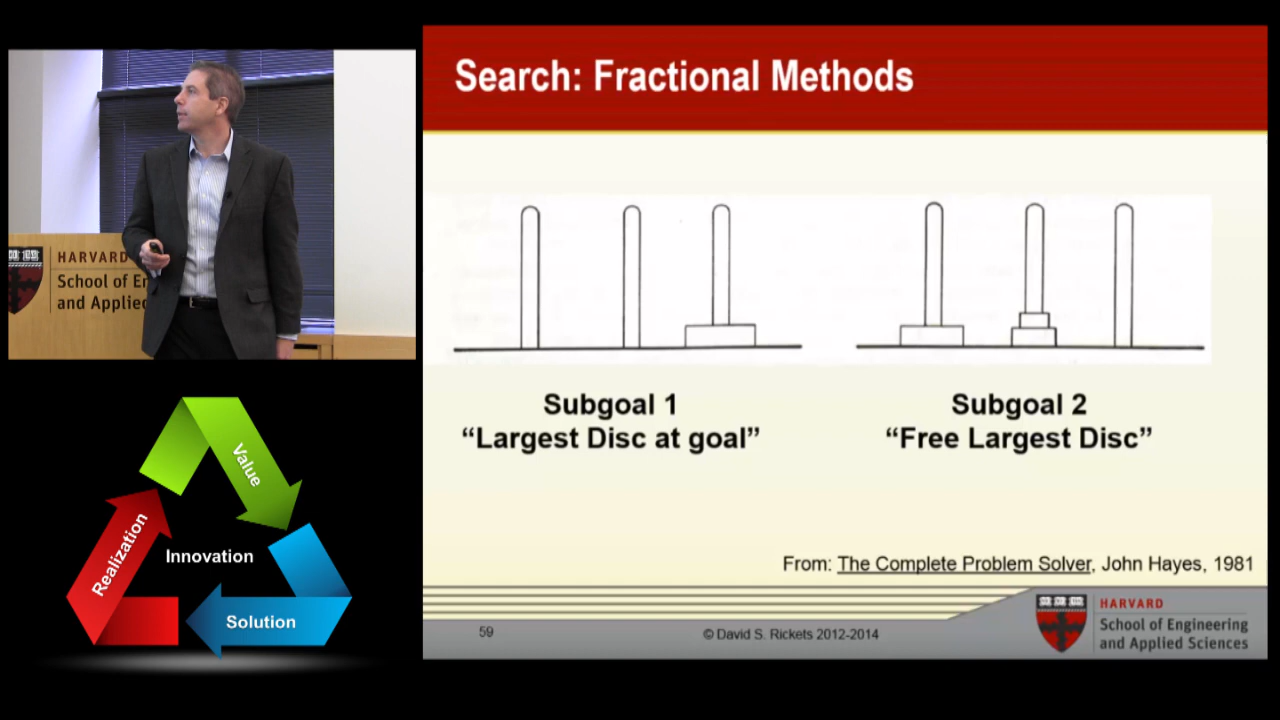 Search: Fractional Methods
HARVARD
School of
and Applied
Subgoal 1
"Largest Disc at goal"
Subgoal 2
"Free Largest Disc"
Value
Realization
Innovation
Solution
From: The Complete Problem Solver, John Hayes, 1981
59
© David S. Rickets 2012-2014
HARVARD
School of Engineering
and Applied Sciences